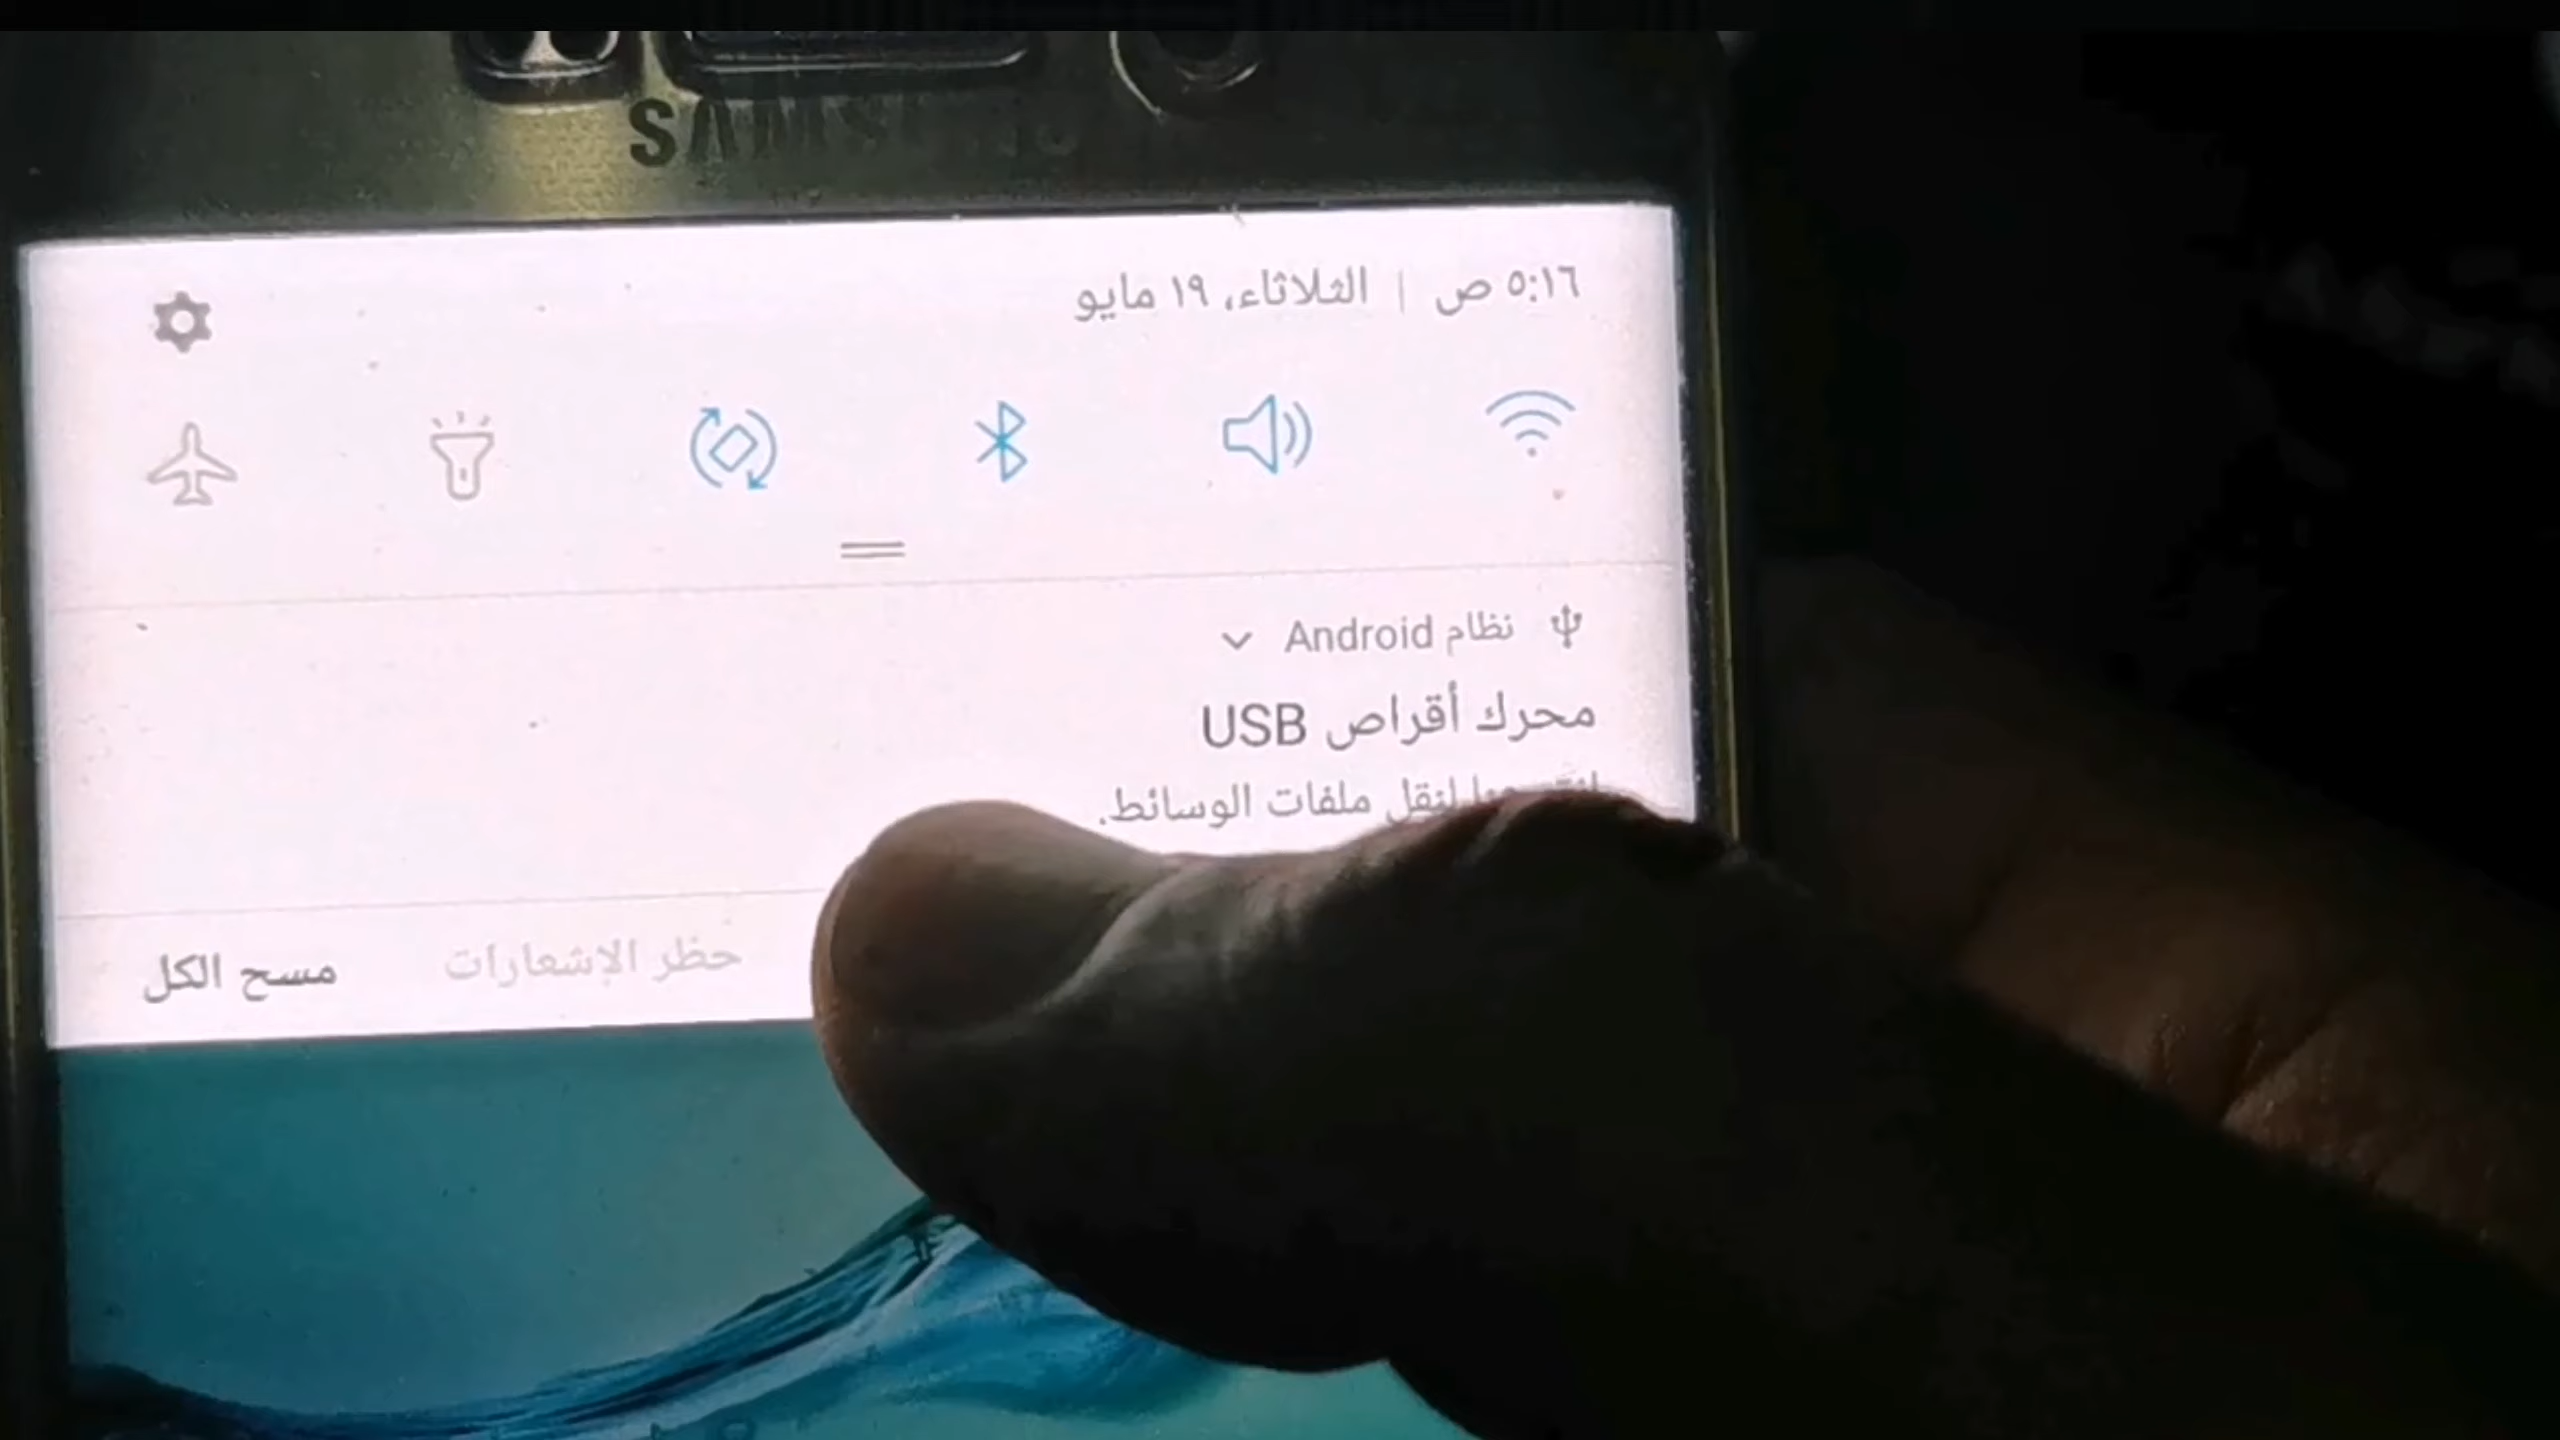 SAMSUNG
٥:١٦ ص | الثلاثاء، ١٩ مايو
نظام Android
محرك أقراص USB
لنقل ملفات الوسائط.
حظر الإشعارات
مسح الكل